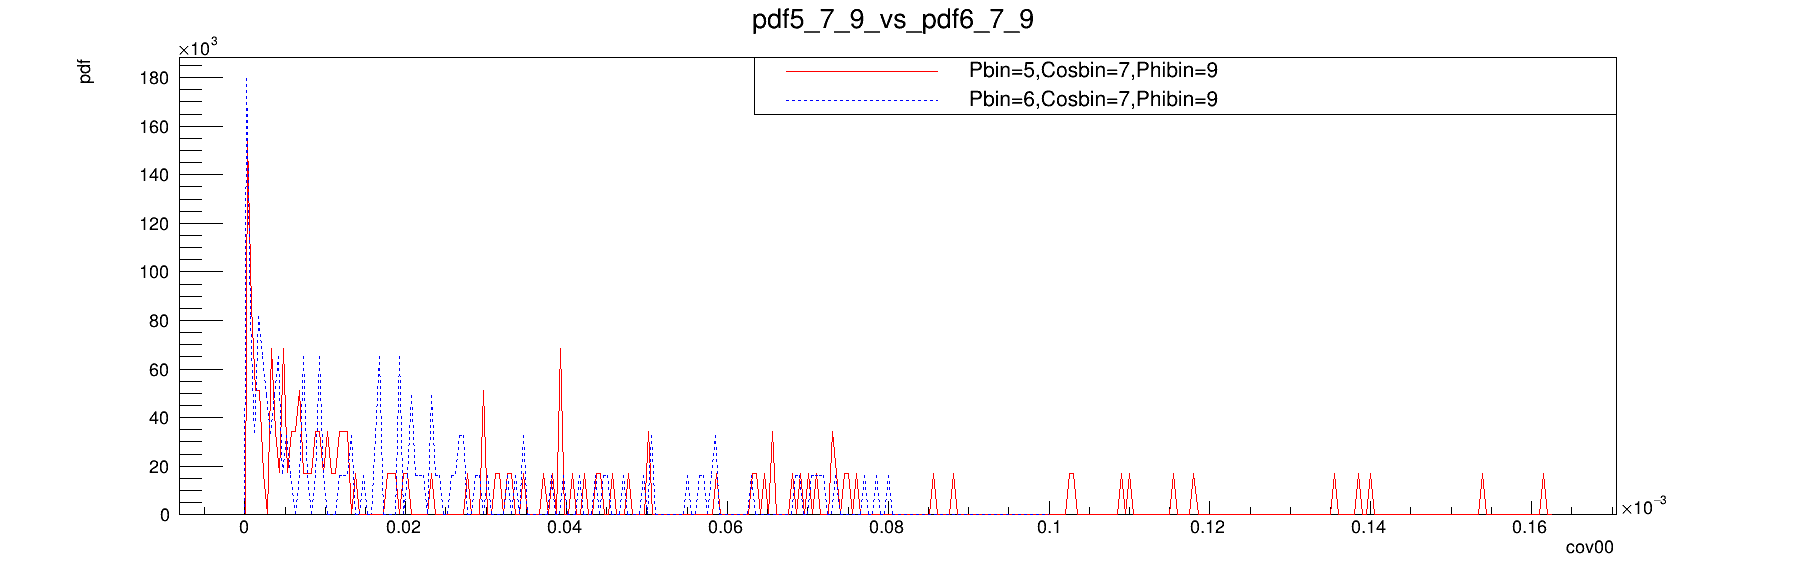 pdf5_7_9_vs_pdf6_7_9
×10³
pdf
Pbin=5,Cosbin=7,Phibin=9
Pbin=6,Cosbin=7,Phibin=9
180
160
140
120
100
80
60
40
20
0
0 0.02 0.04 0.06 0.08 0.1 0.12 0.14 0.16 ×10⁻³
cov00